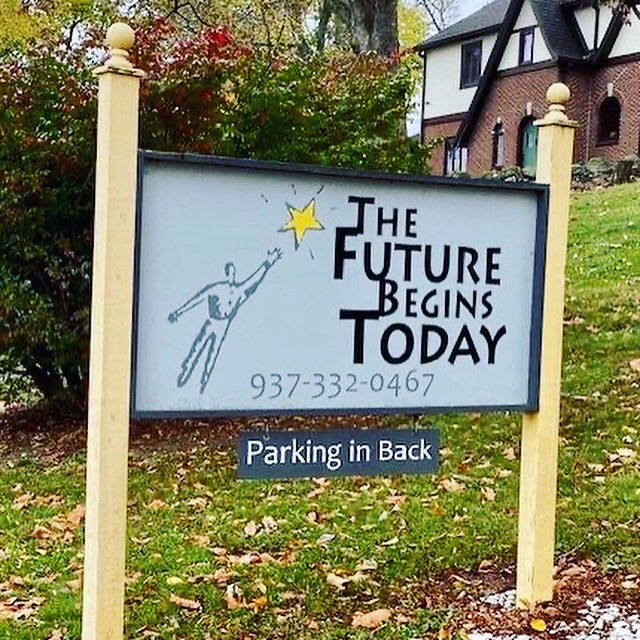 The
Future
Begins
Today
937-332-0467
Parking in Back